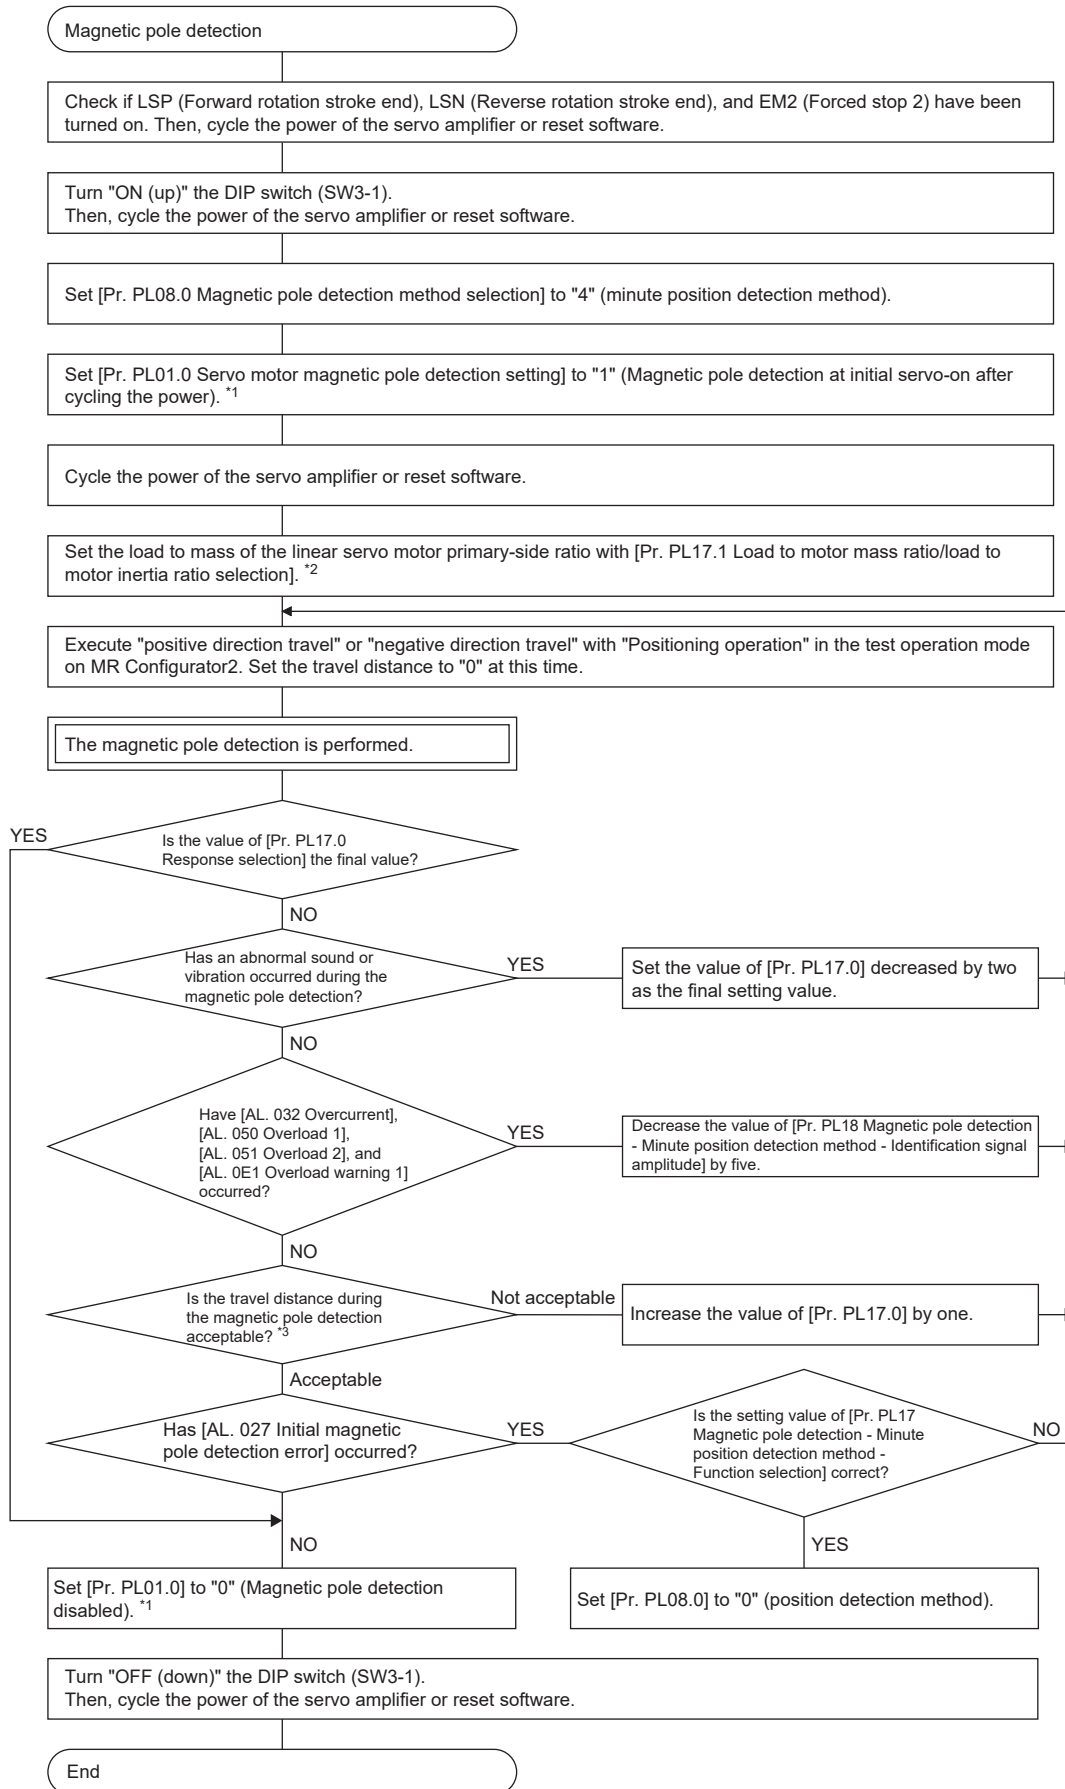 Magnetic pole detection
Check if LSP (Forward rotation stroke end), LSN (Reverse rotation stroke end), and EM2 (Forced stop 2) have been
turned on. Then, cycle the power of the servo amplifier or reset software.
Turn "ON (up)" the DIP switch (SW3-1).
Then, cycle the power of the servo amplifier or reset software.
Set [Pr. PL08.0 Magnetic pole detection method selection] to "4" (minute position detection method).
Set [Pr. PL01.0 Servo motor magnetic pole detection setting] to "1" (Magnetic pole detection at initial servo-on after
cycling the power). *1
Cycle the power of the servo amplifier or reset software.
Set the load to mass of the linear servo motor primary-side ratio with [Pr. PL17.1 Load to motor mass ratio/load to
motor inertia ratio selection]. *2
Execute "positive direction travel" or "negative direction travel" with "Positioning operation" in the test operation mode
on MR Configurator2. Set the travel distance to "0" at this time.
The magnetic pole detection is performed.
YES
Is the value of [Pr. PL17.0
Response selection] the final value?
NO
Has an abnormal sound or
vibration occurred during the
magnetic pole detection?
YES
Set the value of [Pr. PL17.0] decreased by two
as the final setting value.
NO
Have [AL. 032 Overcurrent],
[AL. 050 Overload 1],
[AL. 051 Overload 2], and
[AL. 0E1 Overload warning 1]
occurred?
YES
Decrease the value of [Pr. PL18 Magnetic pole detection
- Minute position detection method - Identification signal
amplitude] by five.
NO
Is the travel distance during
the magnetic pole detection
acceptable? *3
Not acceptable
Increase the value of [Pr. PL17.0] by one.
Acceptable
Has [AL. 027 Initial magnetic
pole detection error] occurred?
YES
Is the setting value of [Pr. PL17
Magnetic pole detection - Minute
position detection method -
Function selection] correct?
NO
NO
YES
Set [Pr. PL01.0] to "0" (Magnetic pole detection
disabled). *1
Set [Pr. PL08.0] to "0" (position detection method).
Turn "OFF (down)" the DIP switch (SW3-1).
Then, cycle the power of the servo amplifier or reset software.
End